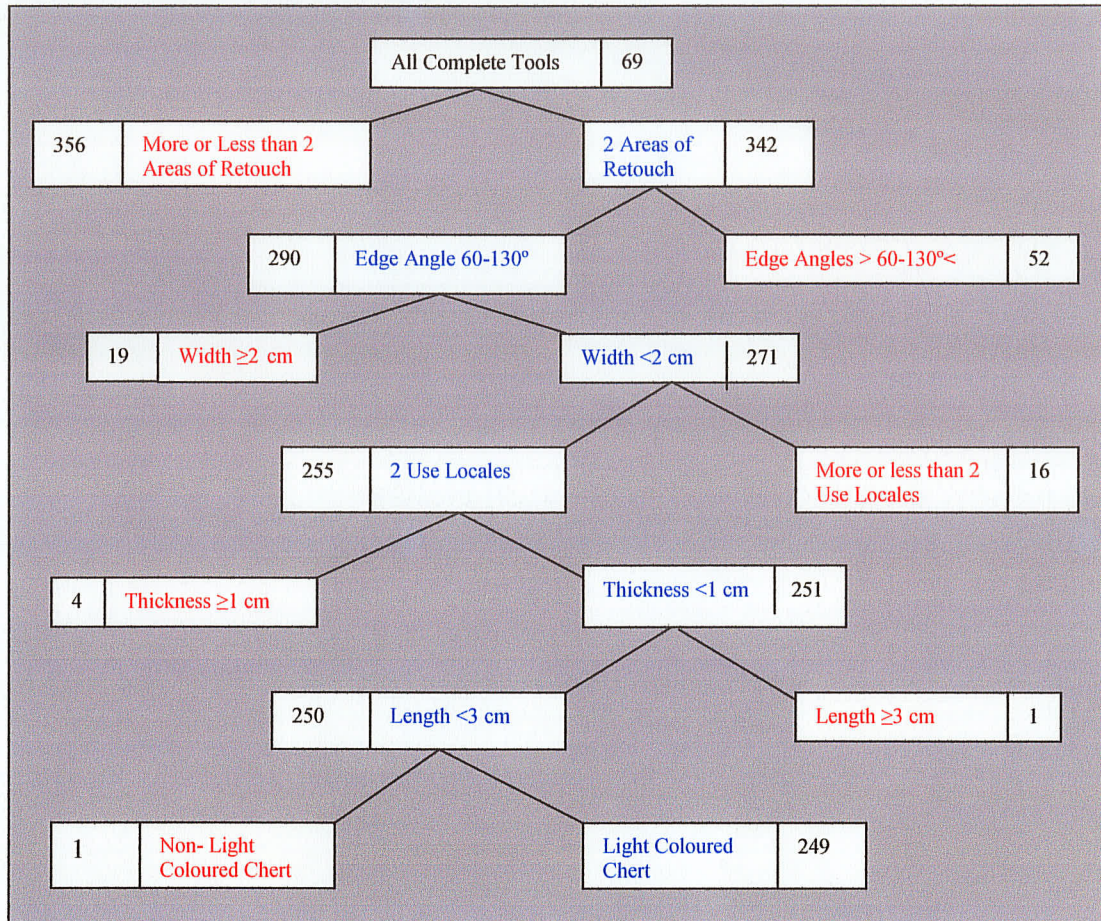 All Complete Tools 69
356 More or Less than 2
Areas of Retouch
2 Areas of 342
Retouch
290 Edge Angle 60-130º
Edge Angles > 60-130º< 52
19 Width ≥2 cm
Width <2 cm 271
255 2 Use Locales
More or less than 2 16
Use Locales
4 Thickness ≥1 cm
Thickness <1 cm 251
250 Length <3 cm
Length ≥3 cm 1
1 Non- Light
Coloured Chert
Light Coloured 249
Chert